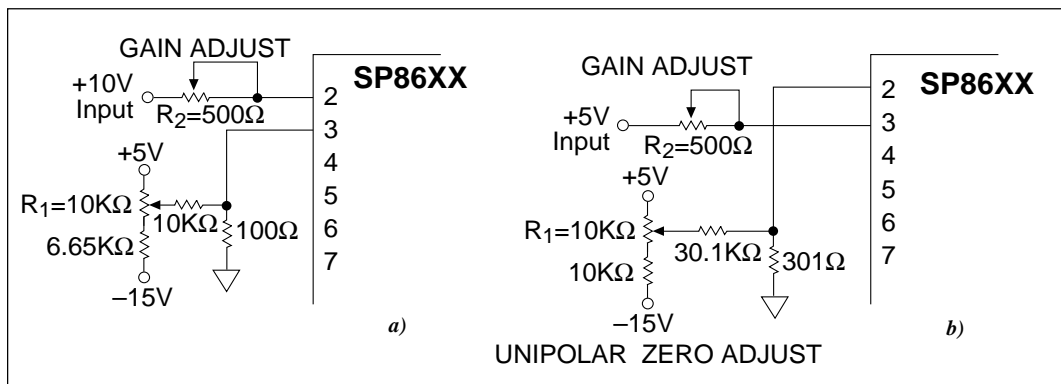 GAIN ADJUST
SP86XX
+10V
Input
R2=500Ω
2
3
4
5
6
7
+5V
R1=10KΩ
10KΩ
100Ω
6.65KΩ
–15V
a)
GAIN ADJUST
SP86XX
+5V
Input
R2=500Ω
2
3
4
5
6
7
+5V
R1=10KΩ
30.1KΩ
301Ω
10KΩ
–15V
b)
UNIPOLAR ZERO ADJUST